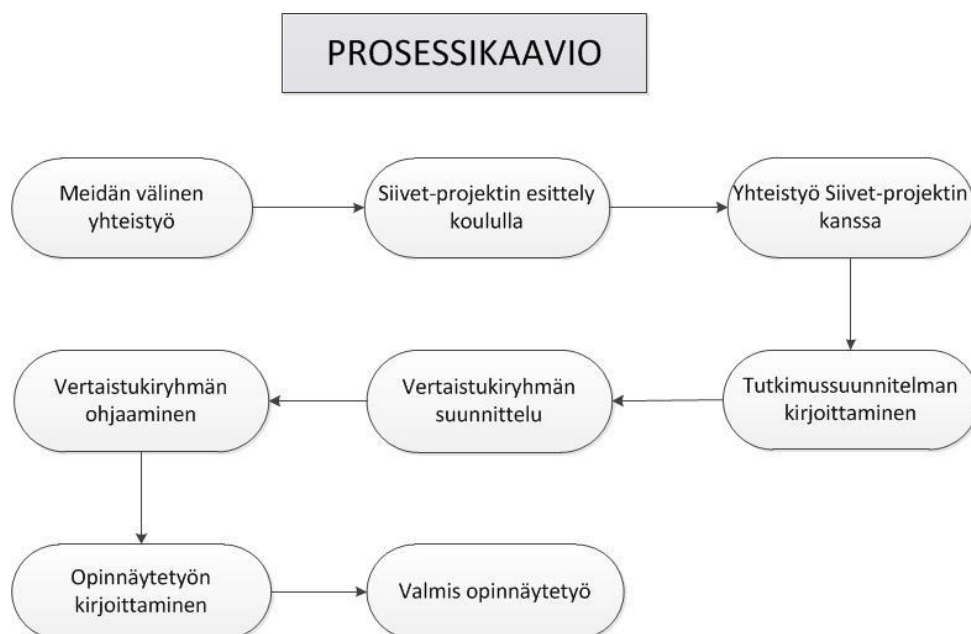 PROSESSIKAAVIO
Meidän välinen
yhteistyö
Siivet-projektin esittely
koululla
Yhteistyö Siivet-projektin
kanssa
Tutkimussuunnitelman
kirjoittaminen
Vertaistukiryhmän
suunnittelu
Vertaistukiryhmän
ohjaaminen
Opinnäytetyön
kirjoittaminen
Valmis opinnäytetyö